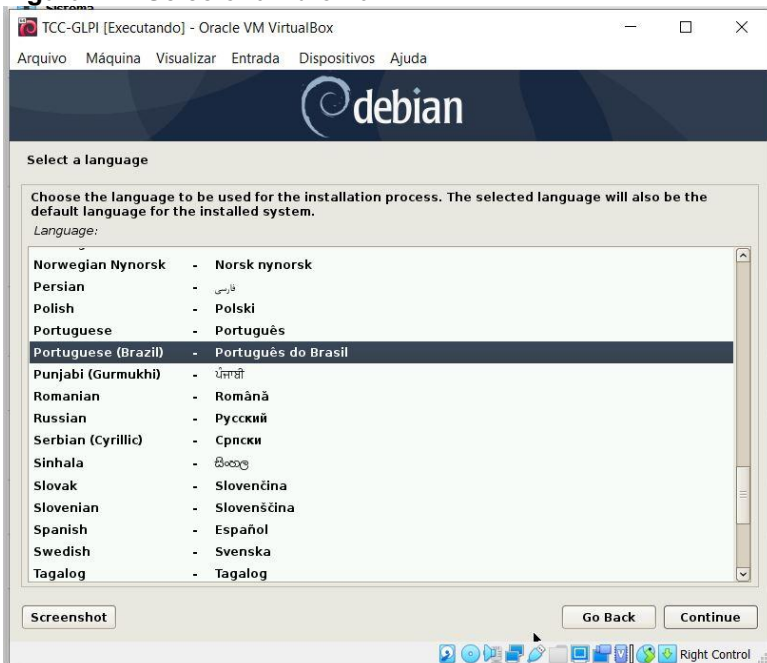 Sistema
TCC-GLPI [Executando] - Oracle VM VirtualBox
Arquivo Máquina Visualizar Entrada Dispositivos Ajuda
debian
Select a language
Choose the language to be used for the installation process. The selected language will also be the
default language for the installed system.
Language:
Norwegian Nynorsk - Norsk nynorsk
Persian - فارسی
Polish - Polski
Portuguese - Português
Portuguese (Brazil) - Português do Brasil
Punjabi (Gurmukhi) - ਪੰਜਾਬੀ
Romanian - Română
Russian - Русский
Serbian (Cyrillic) - Српски
Sinhala - සිංහල
Slovak - Slovenčina
Slovenian - Slovenščina
Spanish - Español
Swedish - Svenska
Tagalog - Tagalog
Screenshot Go Back Continue
Right Control